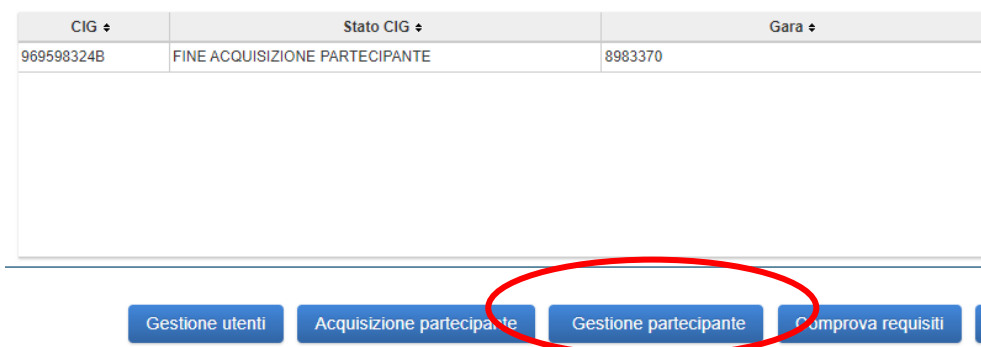 CIG Stato CIG Gara
969598324B FINE ACQUISIZIONE PARTECIPANTE 8983370
Gestione utenti Acquisizione partecipante Gestione partecipante Comprova requisiti